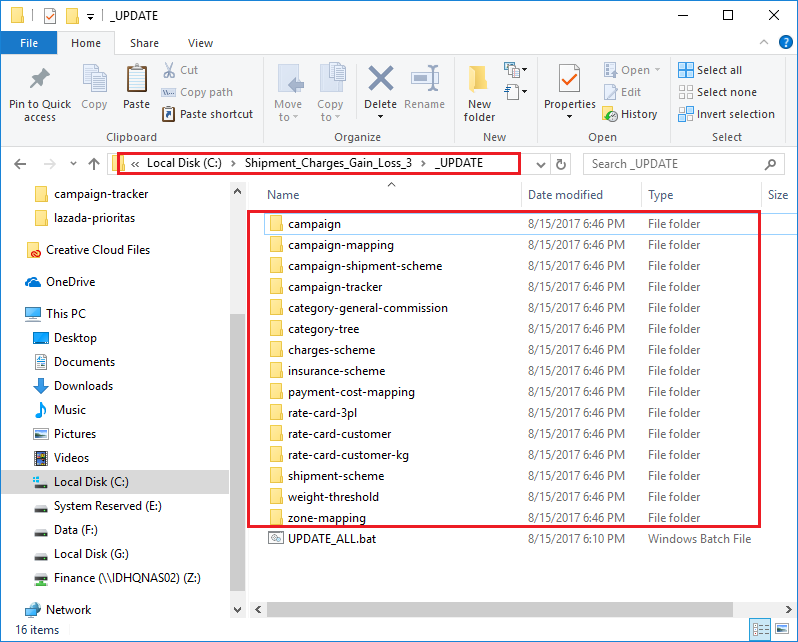 _UPDATE
File Home Share View
Pin to Quick access
Copy
Paste
Cut
Copy path
Paste shortcut
Clipboard
Move to
Copy to
Delete
Rename
Organize
New folder
New
Properties
Open
Edit
History
Open
Select all
Select none
Invert selection
Select
« Local Disk (C:) › Shipment_Charges_Gain_Loss_3 › _UPDATE
Search _UPDATE
campaign-tracker
lazada-prioritas
Creative Cloud Files
OneDrive
This PC
Desktop
Documents
Downloads
Music
Pictures
Videos
Local Disk (C:)
System Reserved (E:)
Data (F:)
Local Disk (G:)
Finance (\\IDHQNAS02) (Z:)
Network
Name Date modified Type Size
campaign 8/15/2017 6:46 PM File folder
campaign-mapping 8/15/2017 6:46 PM File folder
campaign-shipment-scheme 8/15/2017 6:46 PM File folder
campaign-tracker 8/15/2017 6:46 PM File folder
category-general-commission 8/15/2017 6:46 PM File folder
category-tree 8/15/2017 6:46 PM File folder
charges-scheme 8/15/2017 6:46 PM File folder
insurance-scheme 8/15/2017 6:46 PM File folder
payment-cost-mapping 8/15/2017 6:46 PM File folder
rate-card-3pl 8/15/2017 6:46 PM File folder
rate-card-customer 8/15/2017 6:46 PM File folder
rate-card-customer-kg 8/15/2017 6:46 PM File folder
shipment-scheme 8/15/2017 6:46 PM File folder
weight-threshold 8/15/2017 6:46 PM File folder
zone-mapping 8/15/2017 6:46 PM File folder
UPDATE_ALL.bat 8/15/2017 6:10 PM Windows Batch File
16 items